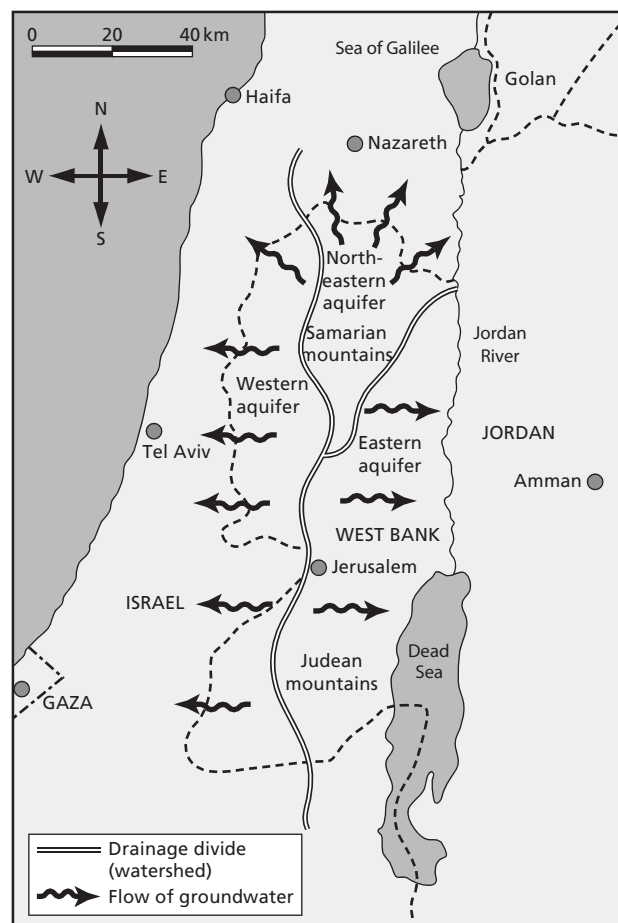 0 20 40 km
Sea of Galilee
Golan
Haifa
N
Nazareth
W E
S
North-
eastern
aquifer
Samarian
mountains
Jordan
River
Western
aquifer
Tel Aviv
Eastern
aquifer
JORDAN
Amman
WEST BANK
Jerusalem
ISRAEL
Dead
Sea
Judean
mountains
GAZA
Drainage divide
(watershed)
Flow of groundwater